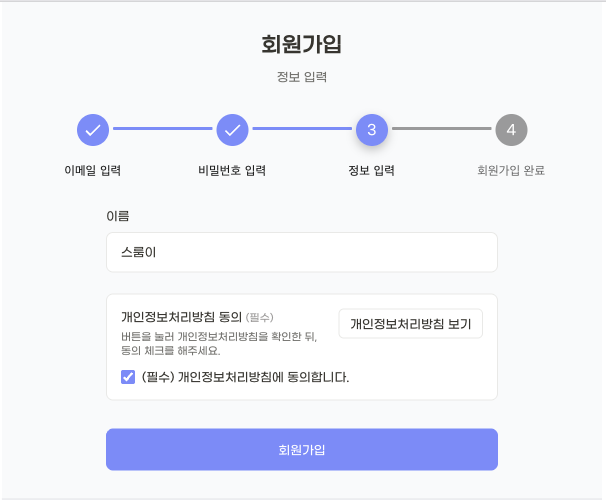 회원가입
정보 입력
3
4
이메일 입력
비밀번호 입력
정보 입력
회원가입 완료
이름
스룸이
개인정보처리방침 동의 (필수)
개인정보처리방침 보기
버튼을 눌러 개인정보처리방침을 확인한 뒤,
동의 체크를 해주세요.
(필수) 개인정보처리방침에 동의합니다.
회원가입